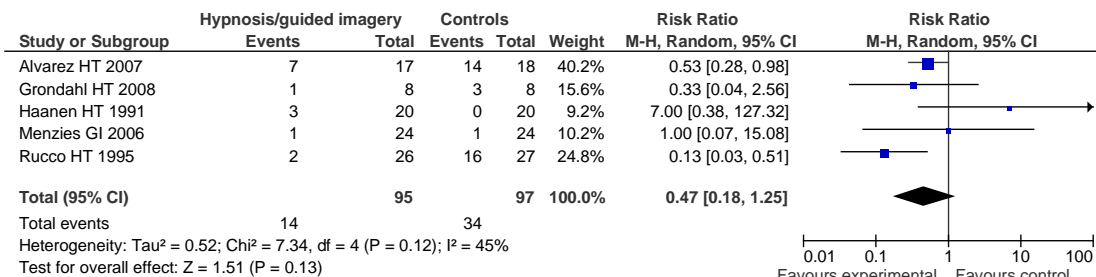 Hypnosis/guided imagery Controls Risk Ratio Risk Ratio
Study or Subgroup Events Total Events Total Weight M-H, Random, 95% CI M-H, Random, 95% CI
Alvarez HT 2007 7 17 14 18 40.2% 0.53 [0.28, 0.98]
Grondahl HT 2008 1 8 3 8 15.6% 0.33 [0.04, 2.56]
Haanen HT 1991 3 20 0 20 9.2% 7.00 [0.38, 127.32]
Menzies GI 2006 1 24 1 24 10.2% 1.00 [0.07, 15.08]
Rucco HT 1995 2 26 16 27 24.8% 0.13 [0.03, 0.51]
Total (95% CI) 95 97 100.0% 0.47 [0.18, 1.25]
Total events 14 34
Heterogeneity: Tau² = 0.52; Chi² = 7.34, df = 4 (P = 0.12); I² = 45%
Test for overall effect: Z = 1.51 (P = 0.13)
0.01 0.1 1 10 100
Favours experimental Favours control